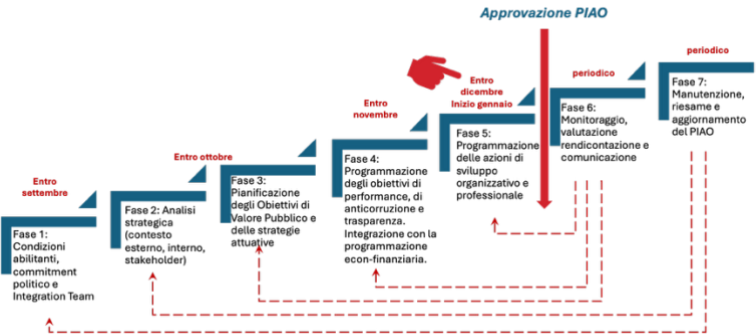 Approvazione PIAO
Entro
settembre
Fase 1:
Condizioni
abilitanti,
commitment
politico e
Integration Team
Entro ottobre
Fase 2: Analisi
strategica
(contesto
esterno, interno,
stakeholder)
Fase 3:
Pianificazione
degli Obiettivi di
Valore Pubblico e
delle strategie
attuative
Entro
novembre
Fase 4:
Programmazione
degli obiettivi di
performance, di
anticorruzione e
trasparenza.
Integrazione con la
programmazione
econ-finanziaria.
Entro
dicembre
Inizio gennaio
Fase 5:
Programmazione
delle azioni di
sviluppo
organizzativo e
professionale
periodico
Fase 6:
Monitoraggio,
valutazione
rendicontazione e
comunicazione
periodico
Fase 7:
Manutenzione,
riesame e
aggiornamento
del PIAO